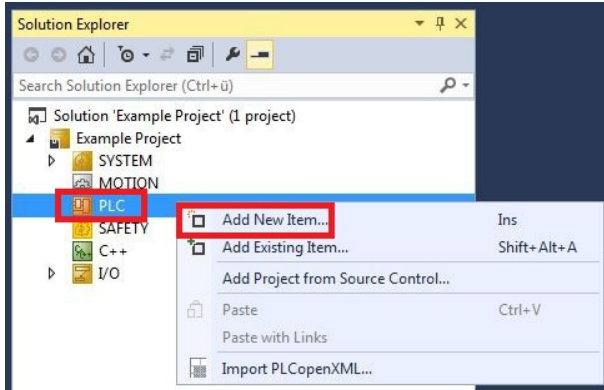 Solution Explorer
Search Solution Explorer (Ctrl+ü)
Solution 'Example Project' (1 project)
Example Project
SYSTEM
MOTION
PLC
SAFETY
C++
I/O
Add New Item... Ins
Add Existing Item... Shift+Alt+A
Add Project from Source Control...
Paste Ctrl+V
Paste with Links
Import PLCopenXML...